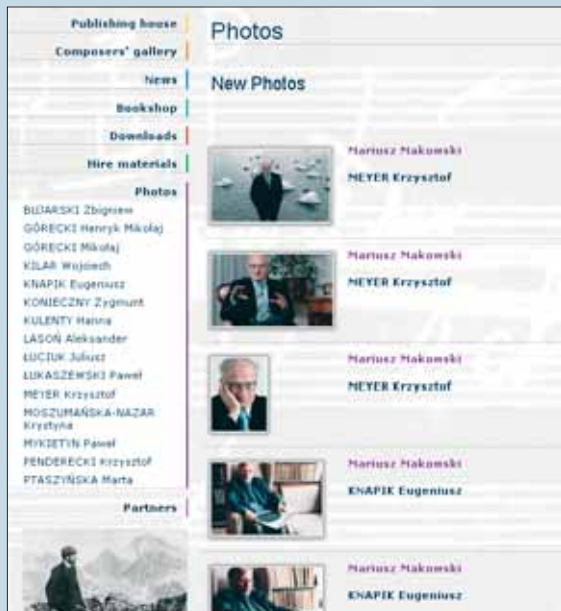 Publishing house
Composers' gallery
News
Bookshop
Downloads
Hire materials
Photos
BUJARSKI Zbigniew
GÓRECKI Henryk Mikołaj
GÓRECKI Mikołaj
KILAR Wojciech
KNAPIK Eugeniusz
KONIECZNY Zygmunt
KULENTY Hanna
LASOŃ Aleksander
ŁUCIUK Juliusz
ŁUKASZEWSKI Paweł
MEYER Krzysztof
MOSZUMAŃSKA-NAZAR
Krystyna
MYKIETYN Paweł
PENDERECKI Krzysztof
PTASZYŃSKA Marta
Partners
Photos
New Photos
Mariusz Makowski
MEYER Krzysztof
Mariusz Makowski
MEYER Krzysztof
Mariusz Makowski
MEYER Krzysztof
Mariusz Makowski
KNAPIK Eugeniusz
Mariusz Makowski
KNAPIK Eugeniusz